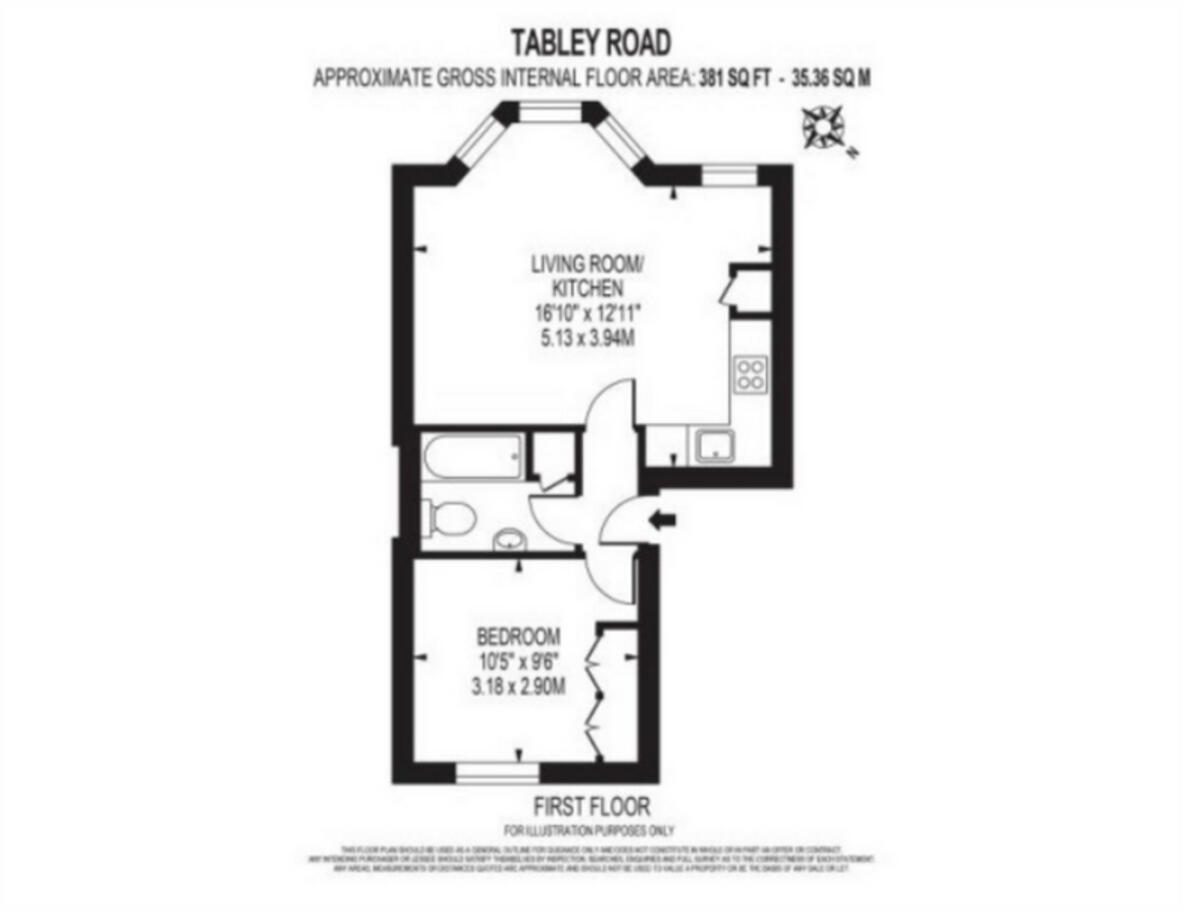 TABLEY ROAD
APPROXIMATE GROSS INTERNAL FLOOR AREA: 381 SQ FT - 35.36 SQ M
N
LIVING ROOM/
KITCHEN
16'10" x 12'11"
5.13 x 3.94M
BEDROOM
10'5" x 9'6"
3.18 x 2.90M
FIRST FLOOR
FOR ILLUSTRATION PURPOSES ONLY
THIS FLOOR PLAN SHOULD BE USED AS A GENERAL OUTLINE FOR GUIDANCE ONLY AND DOES NOT CONSTITUTE IN WHOLE OR IN PART AN OFFER OR CONTRACT.
ANY INTENDING PURCHASER OR LESSEE SHOULD SATISFY THEMSELVES BY INSPECTION, SEARCHES, ENQUIRIES AND FULL SURVEY AS TO THE CORRECTNESS OF EACH STATEMENT.
ANY AREAS, MEASUREMENTS OR DISTANCES QUOTED ARE APPROXIMATE AND SHOULD NOT BE USED TO VALUE A PROPERTY OR BE THE BASIS OF ANY SALE OR LET.